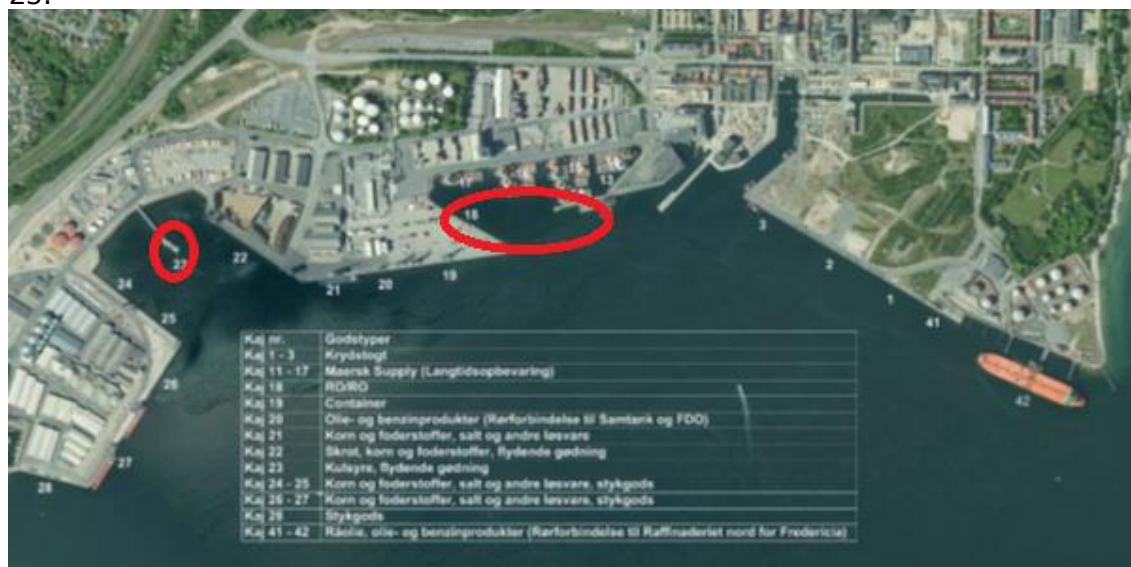 25.
18
13
23
22
24
21
20
19
3
2
1
41
25
26
42
27
28
Kaj nr. Godstyper
Kaj 1 - 3 Krydstogt
Kaj 11 - 17 Maersk Supply (Langtidsopbevaring)
Kaj 18 RO/RO
Kaj 19 Container
Kaj 20 Olie- og benzinprodukter (Rørforbindelse til Samtank og FDO)
Kaj 21 Korn og foderstoffer, salt og andre løsvare
Kaj 22 Skrot, korn og foderstoffer, flydende gødning
Kaj 23 Kulsyre, flydende gødning
Kaj 24 - 25 Korn og foderstoffer, salt og andre løsvare, stykgods
Kaj 26 - 27 Korn og foderstoffer, salt og andre løsvare, stykgods
Kaj 28 Stykgods
Kaj 41 - 42 Råolie, olie- og benzinprodukter (Rørforbindelse til Raffinaderiet nord for Fredericia)